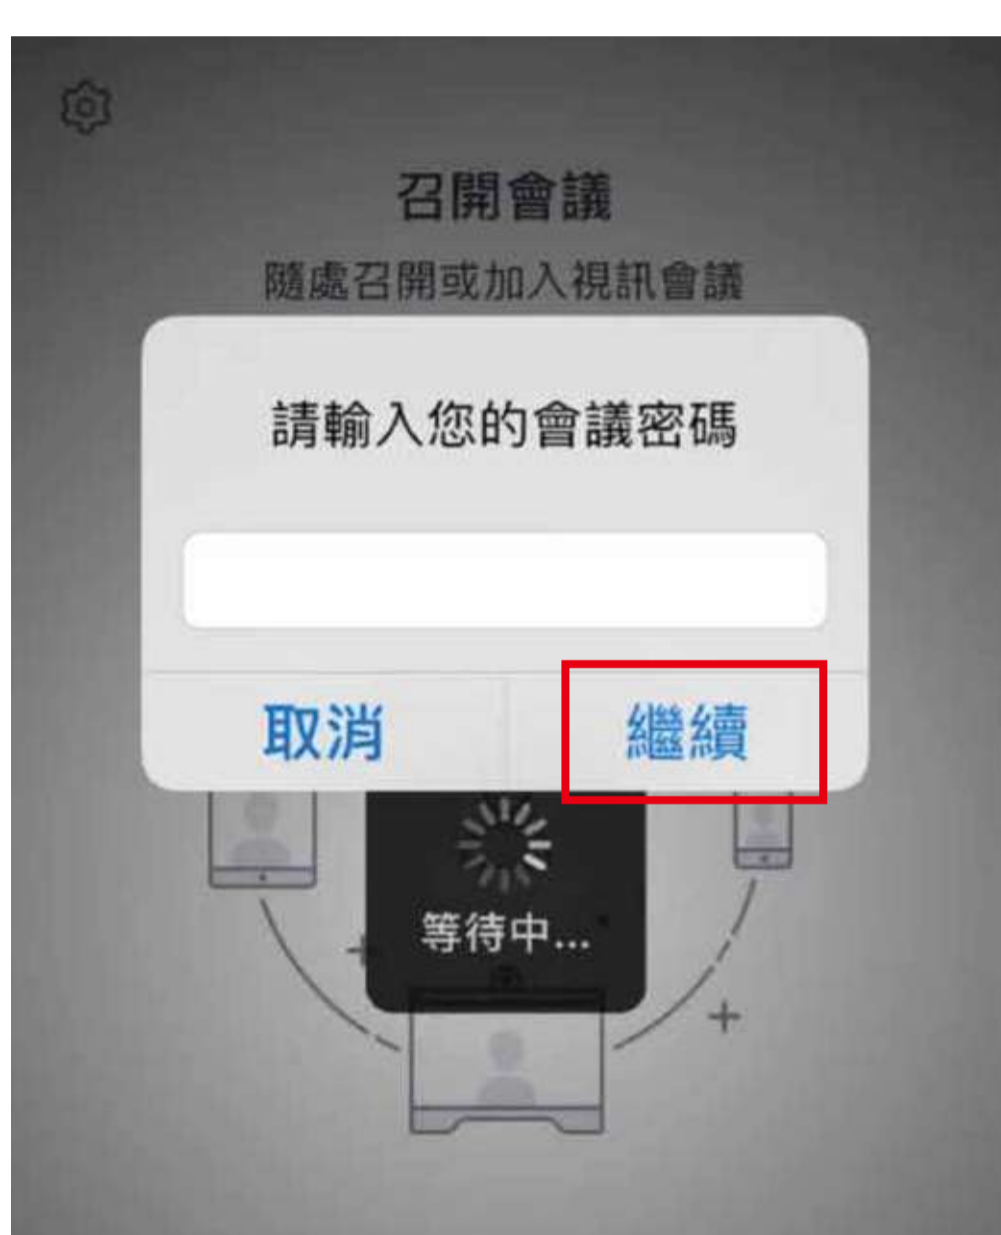 召開會議
隨處召開或加入視訊會議
請輸入您的會議密碼
取消
繼續
等待中...